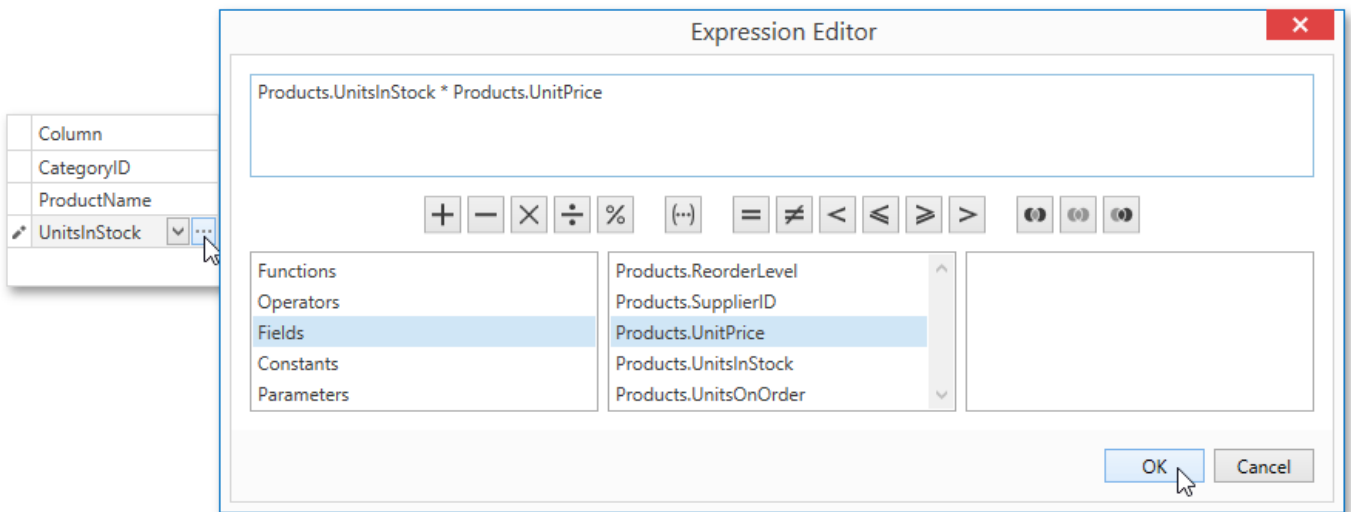 Expression Editor
Products.UnitsInStock * Products.UnitPrice
Column
CategoryID
ProductName
UnitsInStock
+ − × ÷ % (...) = ≠ < ⩽ ⩾ >
Functions
Operators
Fields
Constants
Parameters
Products.ReorderLevel
Products.SupplierID
Products.UnitPrice
Products.UnitsInStock
Products.UnitsOnOrder
OK
Cancel